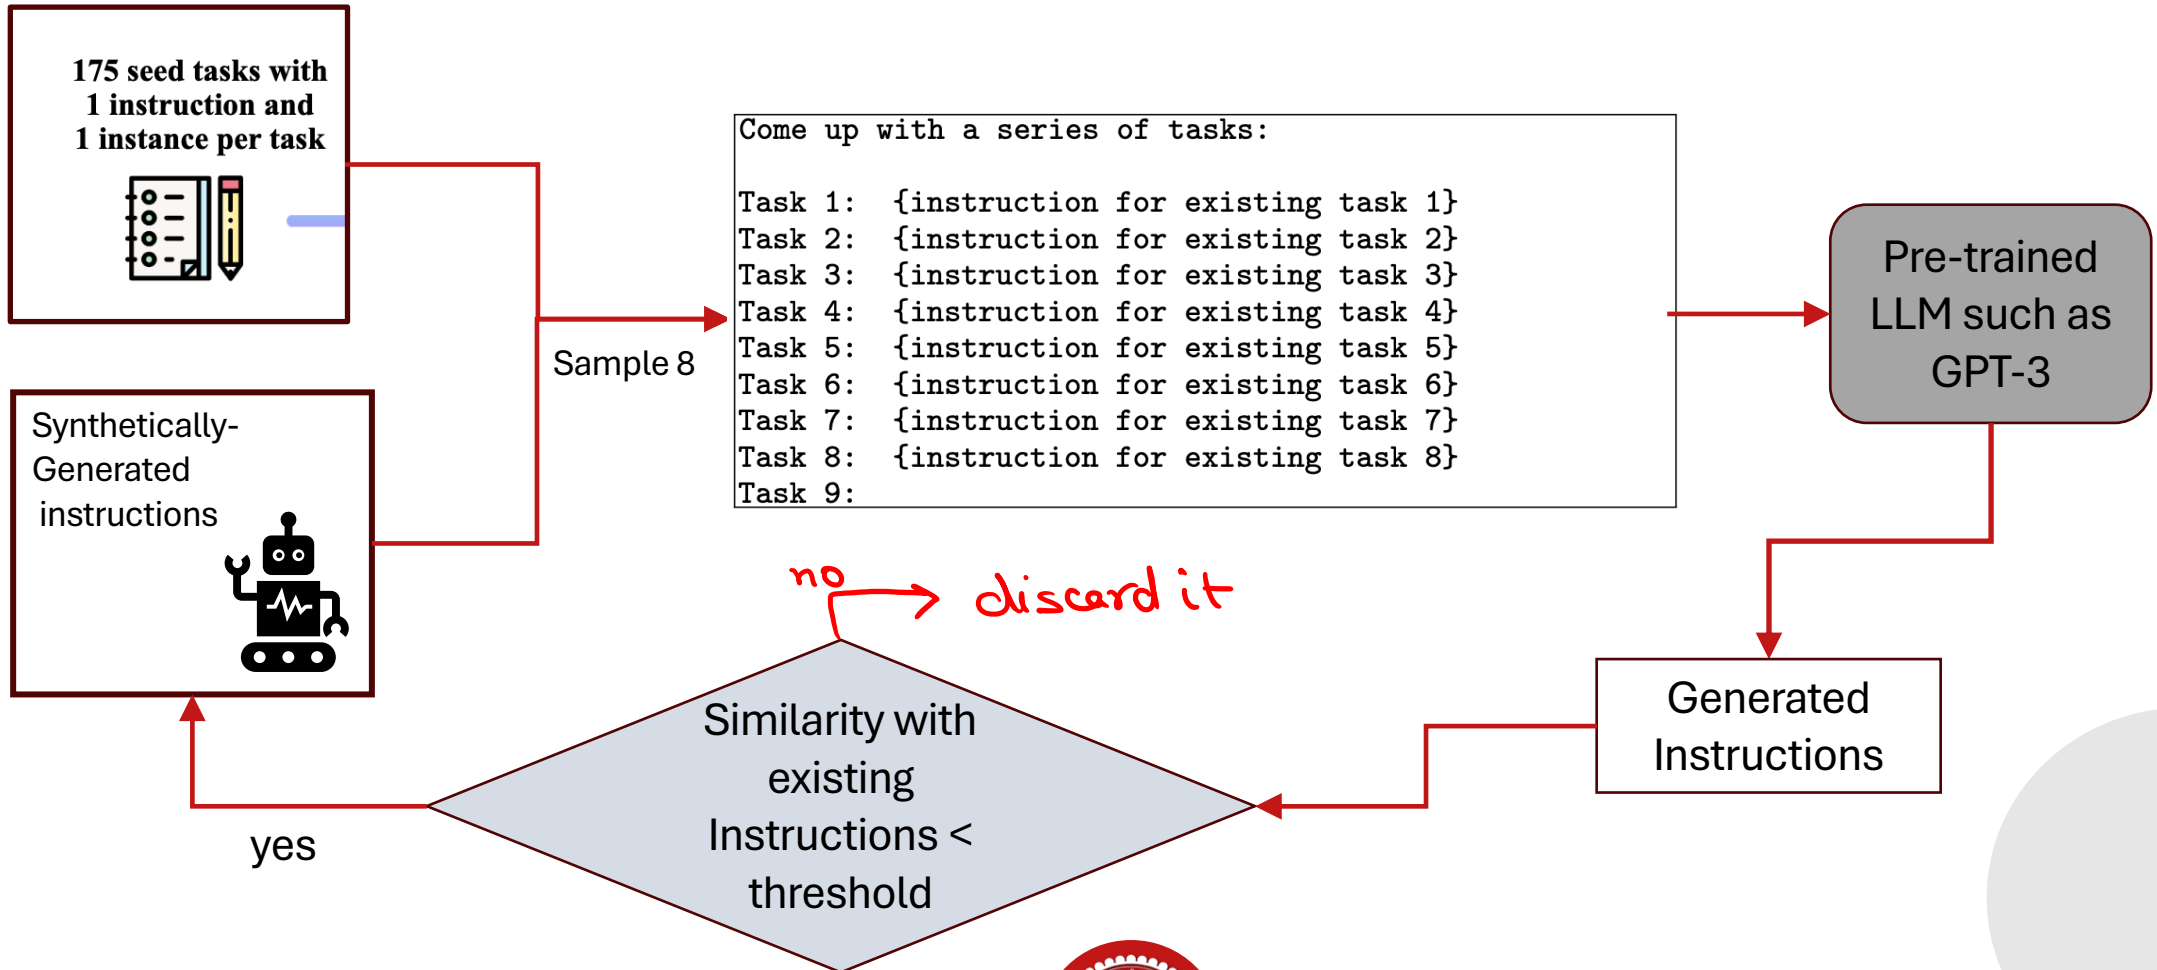 175 seed tasks with
1 instruction and
1 instance per task
Synthetically-
Generated
instructions
Sample 8
Come up with a series of tasks:
Task 1: {instruction for existing task 1}
Task 2: {instruction for existing task 2}
Task 3: {instruction for existing task 3}
Task 4: {instruction for existing task 4}
Task 5: {instruction for existing task 5}
Task 6: {instruction for existing task 6}
Task 7: {instruction for existing task 7}
Task 8: {instruction for existing task 8}
Task 9:
Pre-trained
LLM such as
GPT-3
Generated
Instructions
no
discard it
Similarity with
existing
Instructions <
threshold
yes